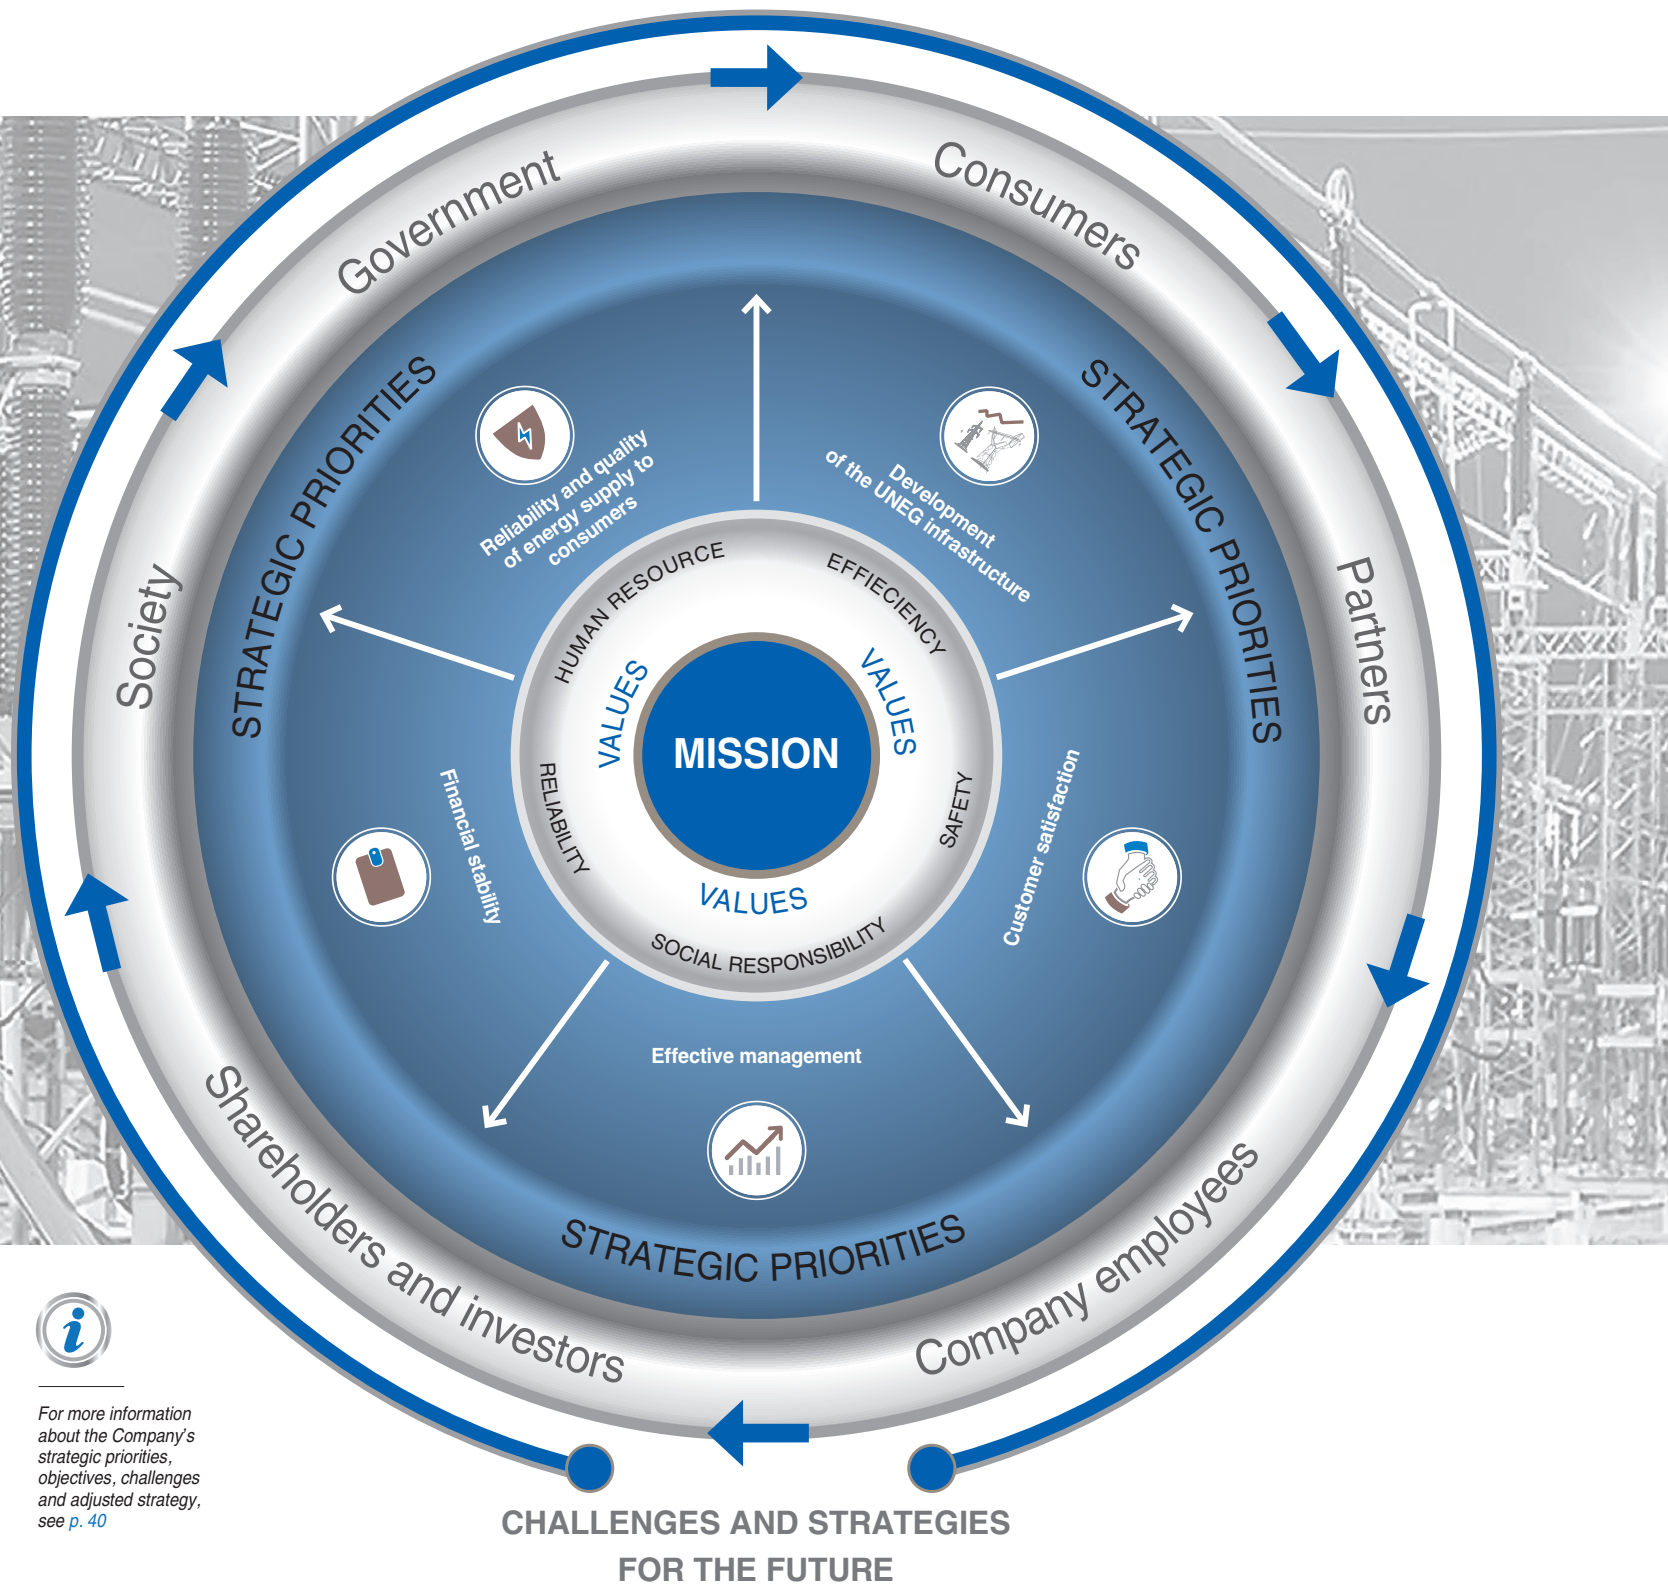 Government
Consumers
Partners
Company employees
Shareholders and investors
Society
STRATEGIC PRIORITIES
STRATEGIC PRIORITIES
STRATEGIC PRIORITIES
Reliability and quality
of energy supply to
consumers
Development
of the UNEG infrastructure
Customer satisfaction
Effective management
Financial stability
HUMAN RESOURCE
EFFIECIENCY
SAFETY
SOCIAL RESPONSIBILITY
RELIABILITY
VALUES
VALUES
VALUES
MISSION
For more information
about the Company's
strategic priorities,
objectives, challenges
and adjusted strategy,
see p. 40
CHALLENGES AND STRATEGIES
FOR THE FUTURE